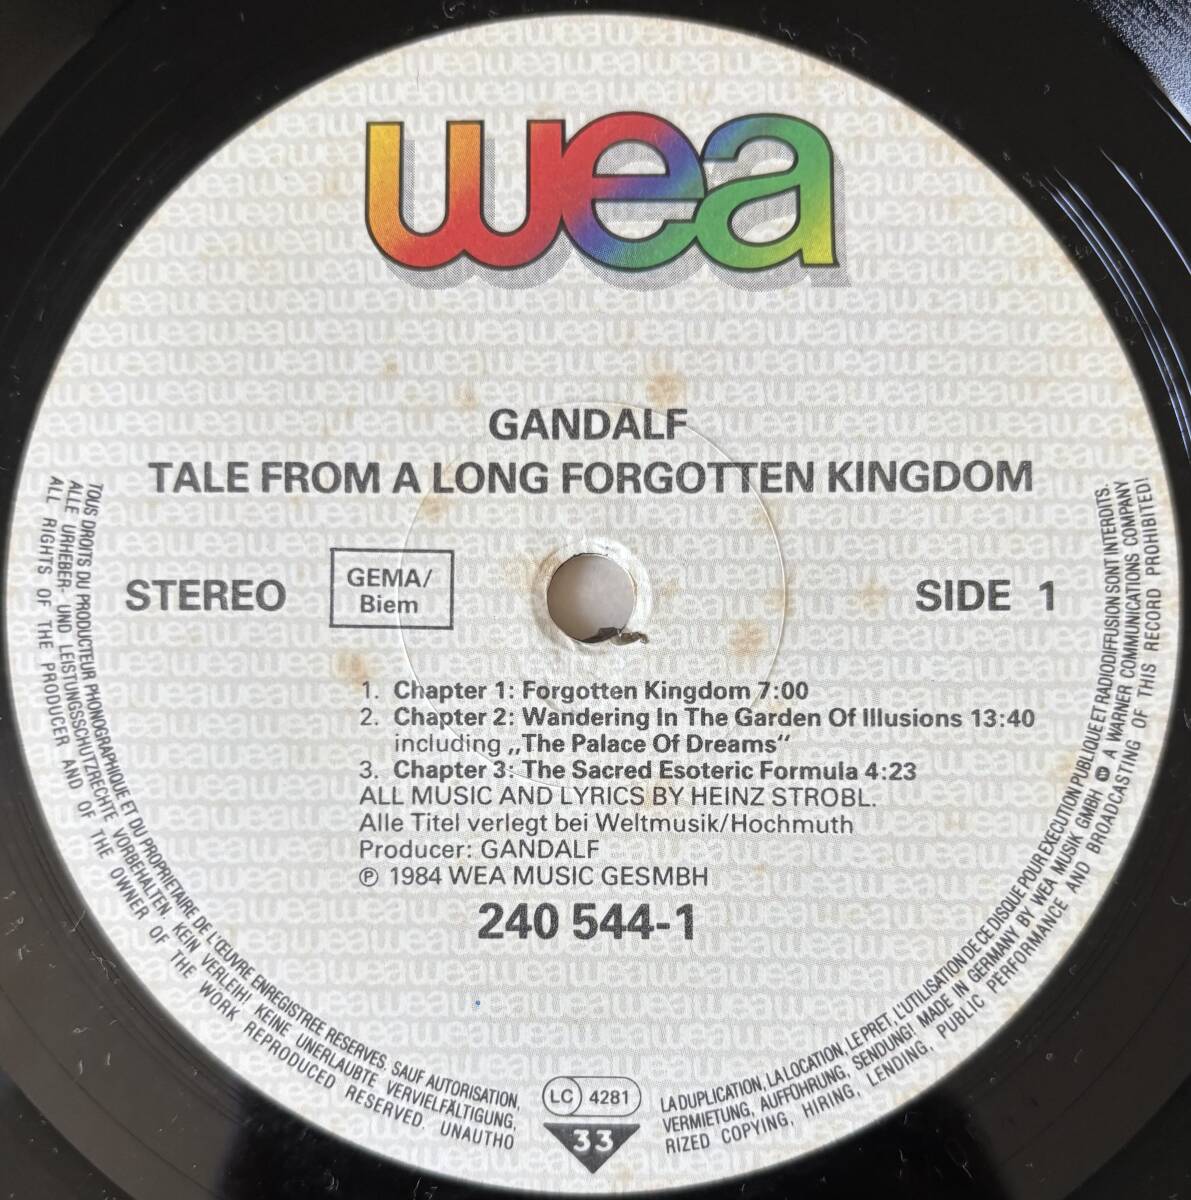 wea
GANDALF
TALE FROM A LONG FORGOTTEN KINGDOM
STEREO
GEMA/
Biem
SIDE 1
1. Chapter 1: Forgotten Kingdom 7:00
2. Chapter 2: Wandering In The Garden Of Illusions 13:40
including „The Palace Of Dreams“
3. Chapter 3: The Sacred Esoteric Formula 4:23
ALL MUSIC AND LYRICS BY HEINZ STROBL.
Alle Titel verlegt bei Weltmusik/Hochmuth
Producer: GANDALF
℗ 1984 WEA MUSIC GESMBH
240 544-1
LC 4281
33
TOUS DROITS DU PRODUCTEUR PHONOGRAPHIQUE ET DU PROPRIETAIRE DE L'ŒUVRE ENREGISTREE RESERVES. SAUF AUTORISATION, LA DUPLICATION, LA LOCATION, LE PRET, L'UTILISATION DE CE DISQUE POUR EXECUTION PUBLIQUE ET RADIODIFFUSION SONT INTERDITS.
ALLE URHEBER- UND LEISTUNGSSCHUTZRECHTE VORBEHALTEN. KEIN VERLEIH! KEINE UNERLAUBTE VERVIELFÄLTIGUNG, VERMIETUNG, AUFFÜHRUNG, SENDUNG! MADE IN GERMANY BY WEA MUSIK GMBH A WARNER COMMUNICATIONS COMPANY
ALL RIGHTS OF THE PRODUCER AND OF THE OWNER OF THE WORK REPRODUCED RESERVED. UNAUTHORIZED COPYING, HIRING, LENDING, PUBLIC PERFORMANCE AND BROADCASTING OF THIS RECORD PROHIBITED!